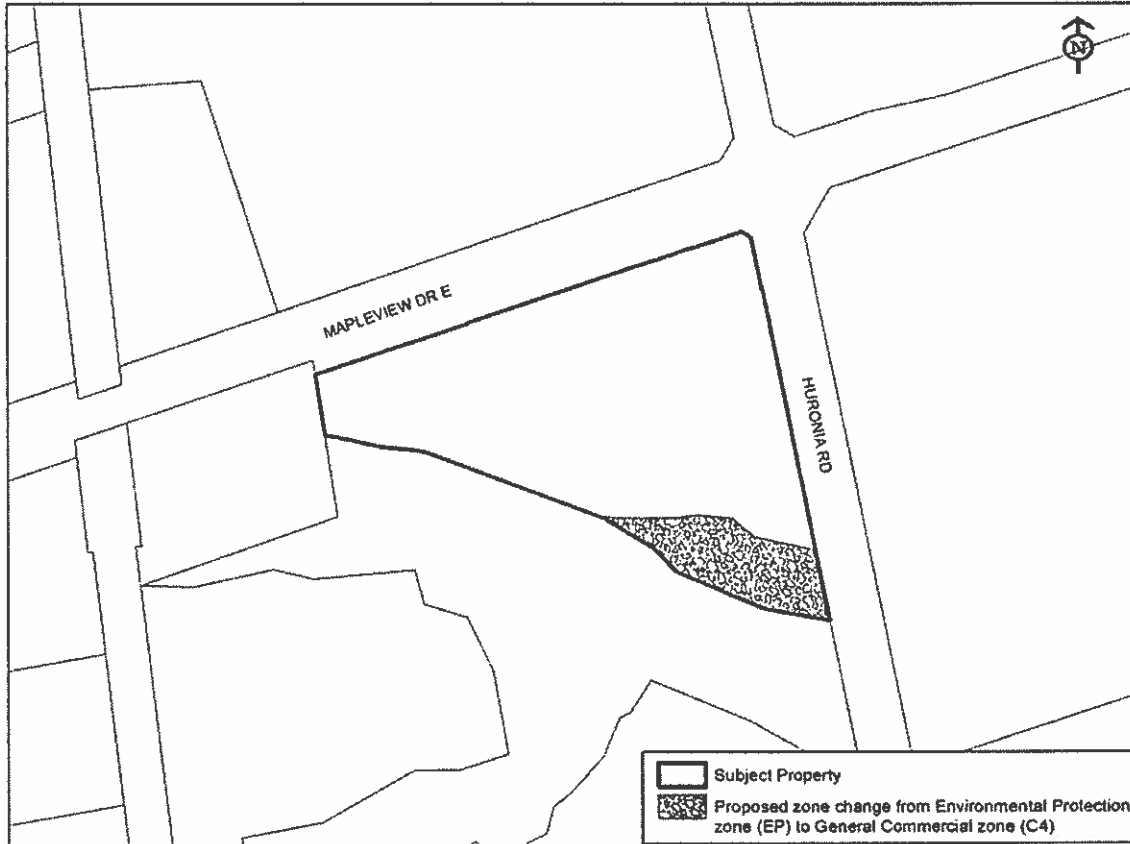 N
MAPLEVIEW DR E
HURONIA RD
Subject Property
Proposed zone change from Environmental Protection
zone (EP) to General Commercial zone (C4)